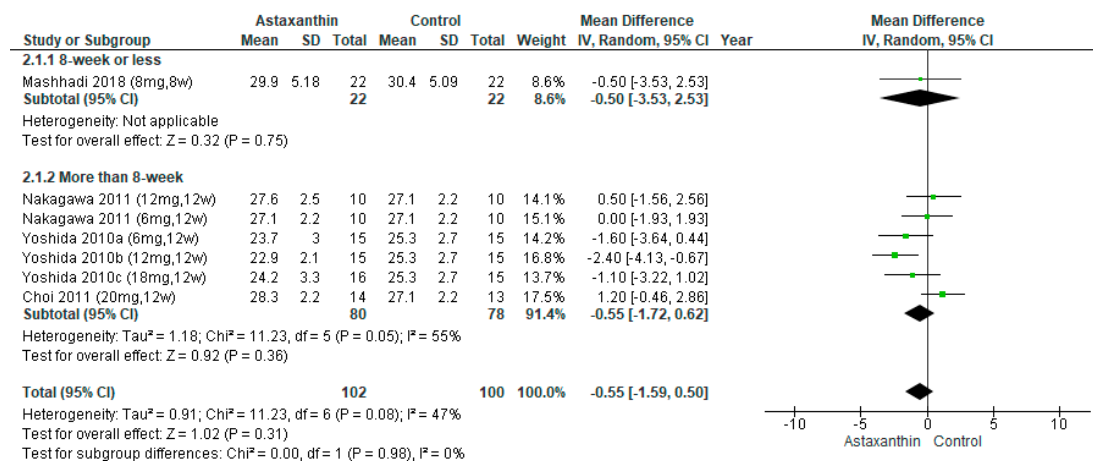 Astaxanthin Control Mean Difference Mean Difference
Study or Subgroup Mean SD Total Mean SD Total Weight IV, Random, 95% CI Year IV, Random, 95% CI
2.1.1 8-week or less
Mashhadi 2018 (8mg,8w) 29.9 5.18 22 30.4 5.09 22 8.6% -0.50 [-3.53, 2.53]
Subtotal (95% CI) 22 22 8.6% -0.50 [-3.53, 2.53]
Heterogeneity: Not applicable
Test for overall effect: Z = 0.32 (P = 0.75)
2.1.2 More than 8-week
Nakagawa 2011 (12mg,12w) 27.6 2.5 10 27.1 2.2 10 14.1% 0.50 [-1.56, 2.56]
Nakagawa 2011 (6mg,12w) 27.1 2.2 10 27.1 2.2 10 15.1% 0.00 [-1.93, 1.93]
Yoshida 2010a (6mg,12w) 23.7 3 15 25.3 2.7 15 14.2% -1.60 [-3.64, 0.44]
Yoshida 2010b (12mg,12w) 22.9 2.1 15 25.3 2.7 15 16.8% -2.40 [-4.13, -0.67]
Yoshida 2010c (18mg,12w) 24.2 3.3 16 25.3 2.7 15 13.7% -1.10 [-3.22, 1.02]
Choi 2011 (20mg,12w) 28.3 2.2 14 27.1 2.2 13 17.5% 1.20 [-0.46, 2.86]
Subtotal (95% CI) 80 78 91.4% -0.55 [-1.72, 0.62]
Heterogeneity: Tau² = 1.18; Chi² = 11.23, df = 5 (P = 0.05); I² = 55%
Test for overall effect: Z = 0.92 (P = 0.36)
Total (95% CI) 102 100 100.0% -0.55 [-1.59, 0.50]
Heterogeneity: Tau² = 0.91; Chi² = 11.23, df = 6 (P = 0.08); I² = 47%
Test for overall effect: Z = 1.02 (P = 0.31)
Test for subgroup differences: Chi² = 0.00, df = 1 (P = 0.98), I² = 0%
-10 -5 0 5 10
Astaxanthin Control